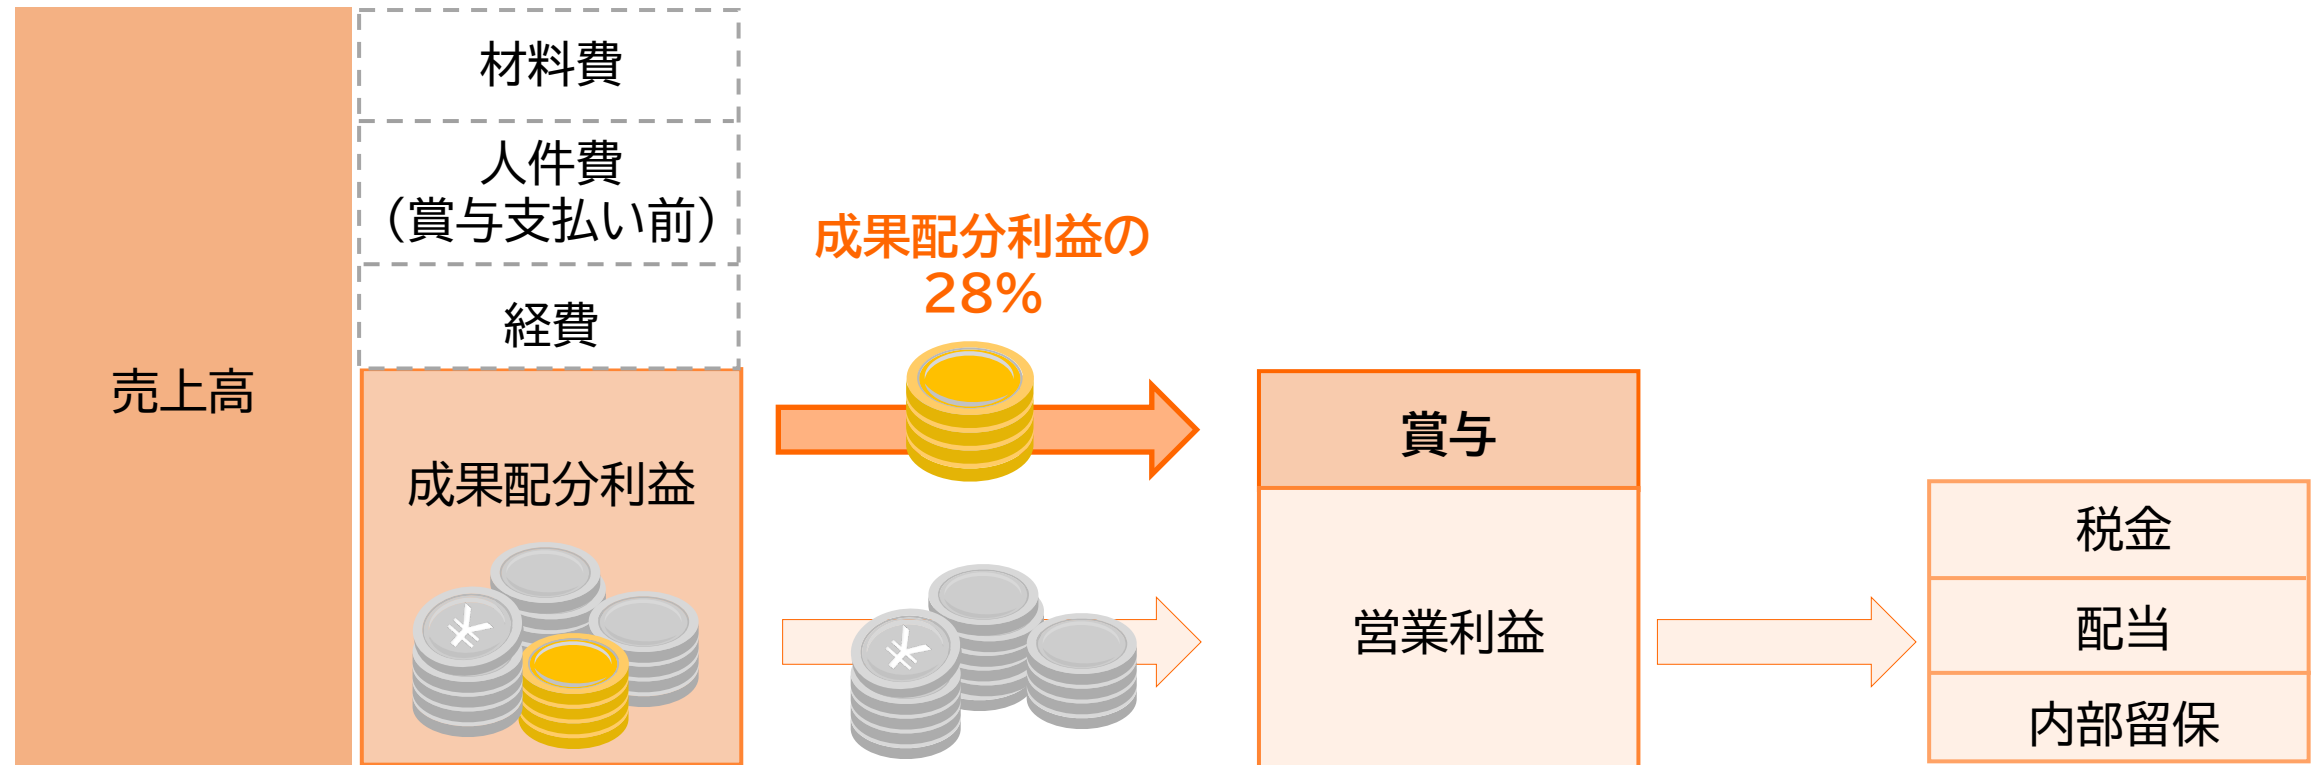 売上高
材料費
人件費
（賞与支払い前）
経費
成果配分利益
成果配分利益の
28%
賞与
営業利益
税金
配当
内部留保